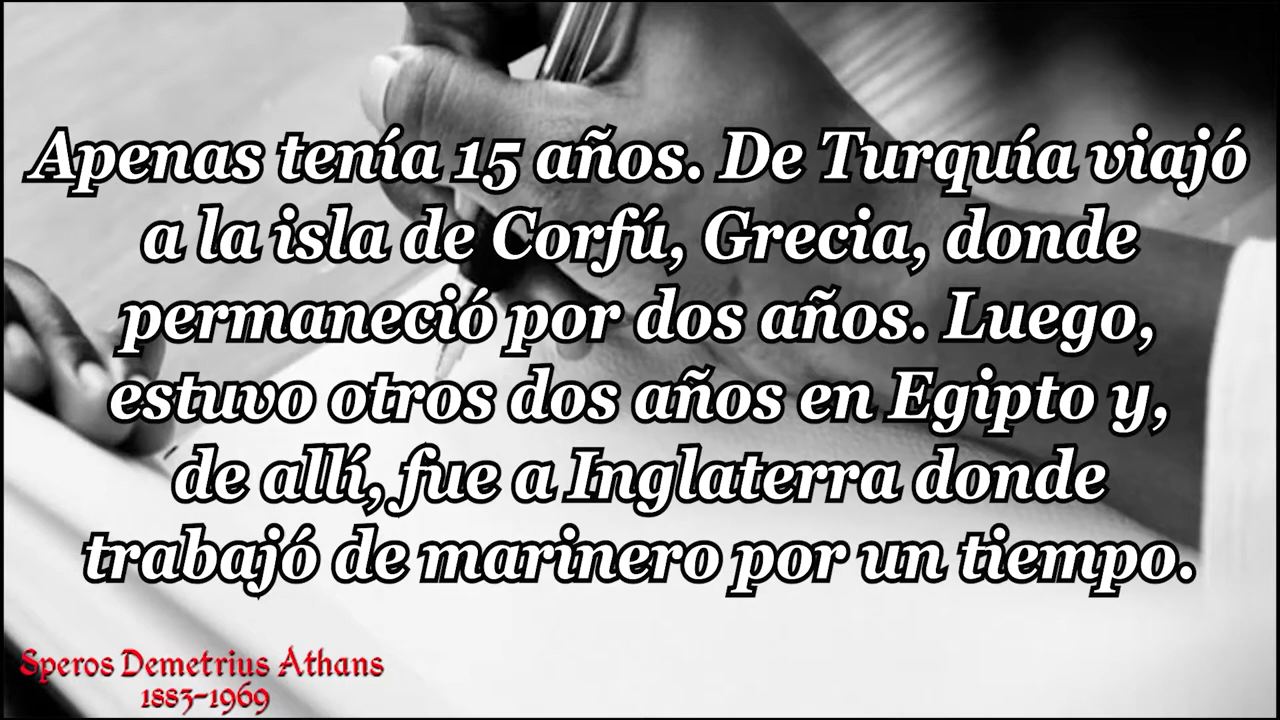 Apenas tenía 15 años. De Turquía viajó
a la isla de Corfú, Grecia, donde
permaneció por dos años. Luego,
estuvo otros dos años en Egipto y,
de allí, fue a Inglaterra donde
trabajó de marinero por un tiempo.
Speros Demetrius Athans
1883-1969